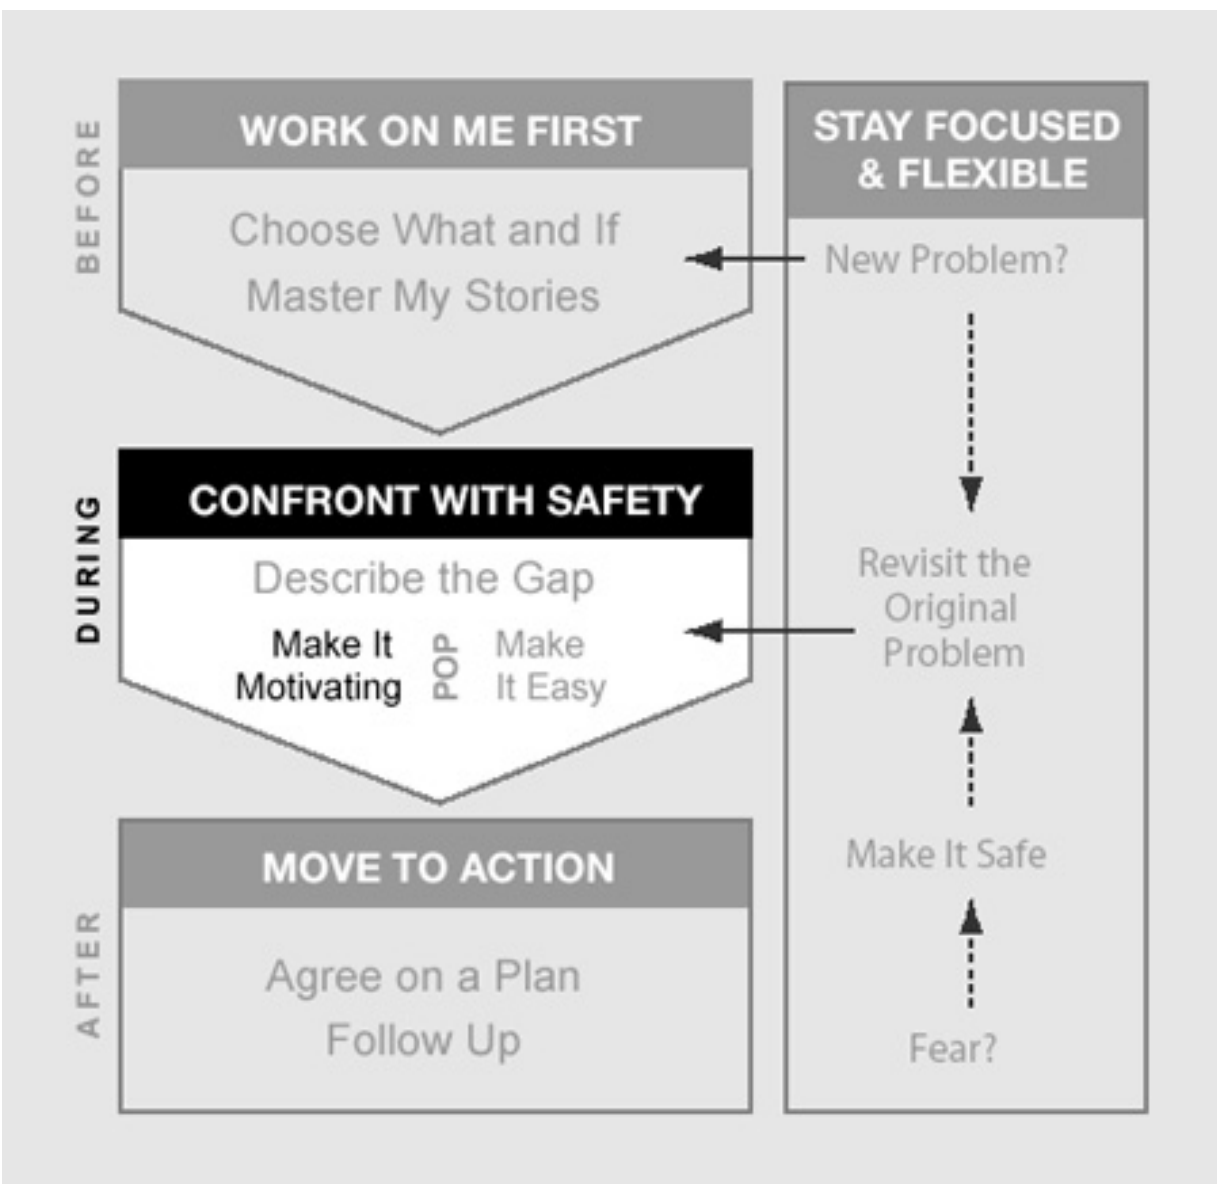 BEFORE
WORK ON ME FIRST
Choose What and If
Master My Stories
DURING
CONFRONT WITH SAFETY
Describe the Gap
Make It
Motivating
POP
Make
It Easy
AFTER
MOVE TO ACTION
Agree on a Plan
Follow Up
STAY FOCUSED
& FLEXIBLE
New Problem?
Revisit the
Original
Problem
Make It Safe
Fear?